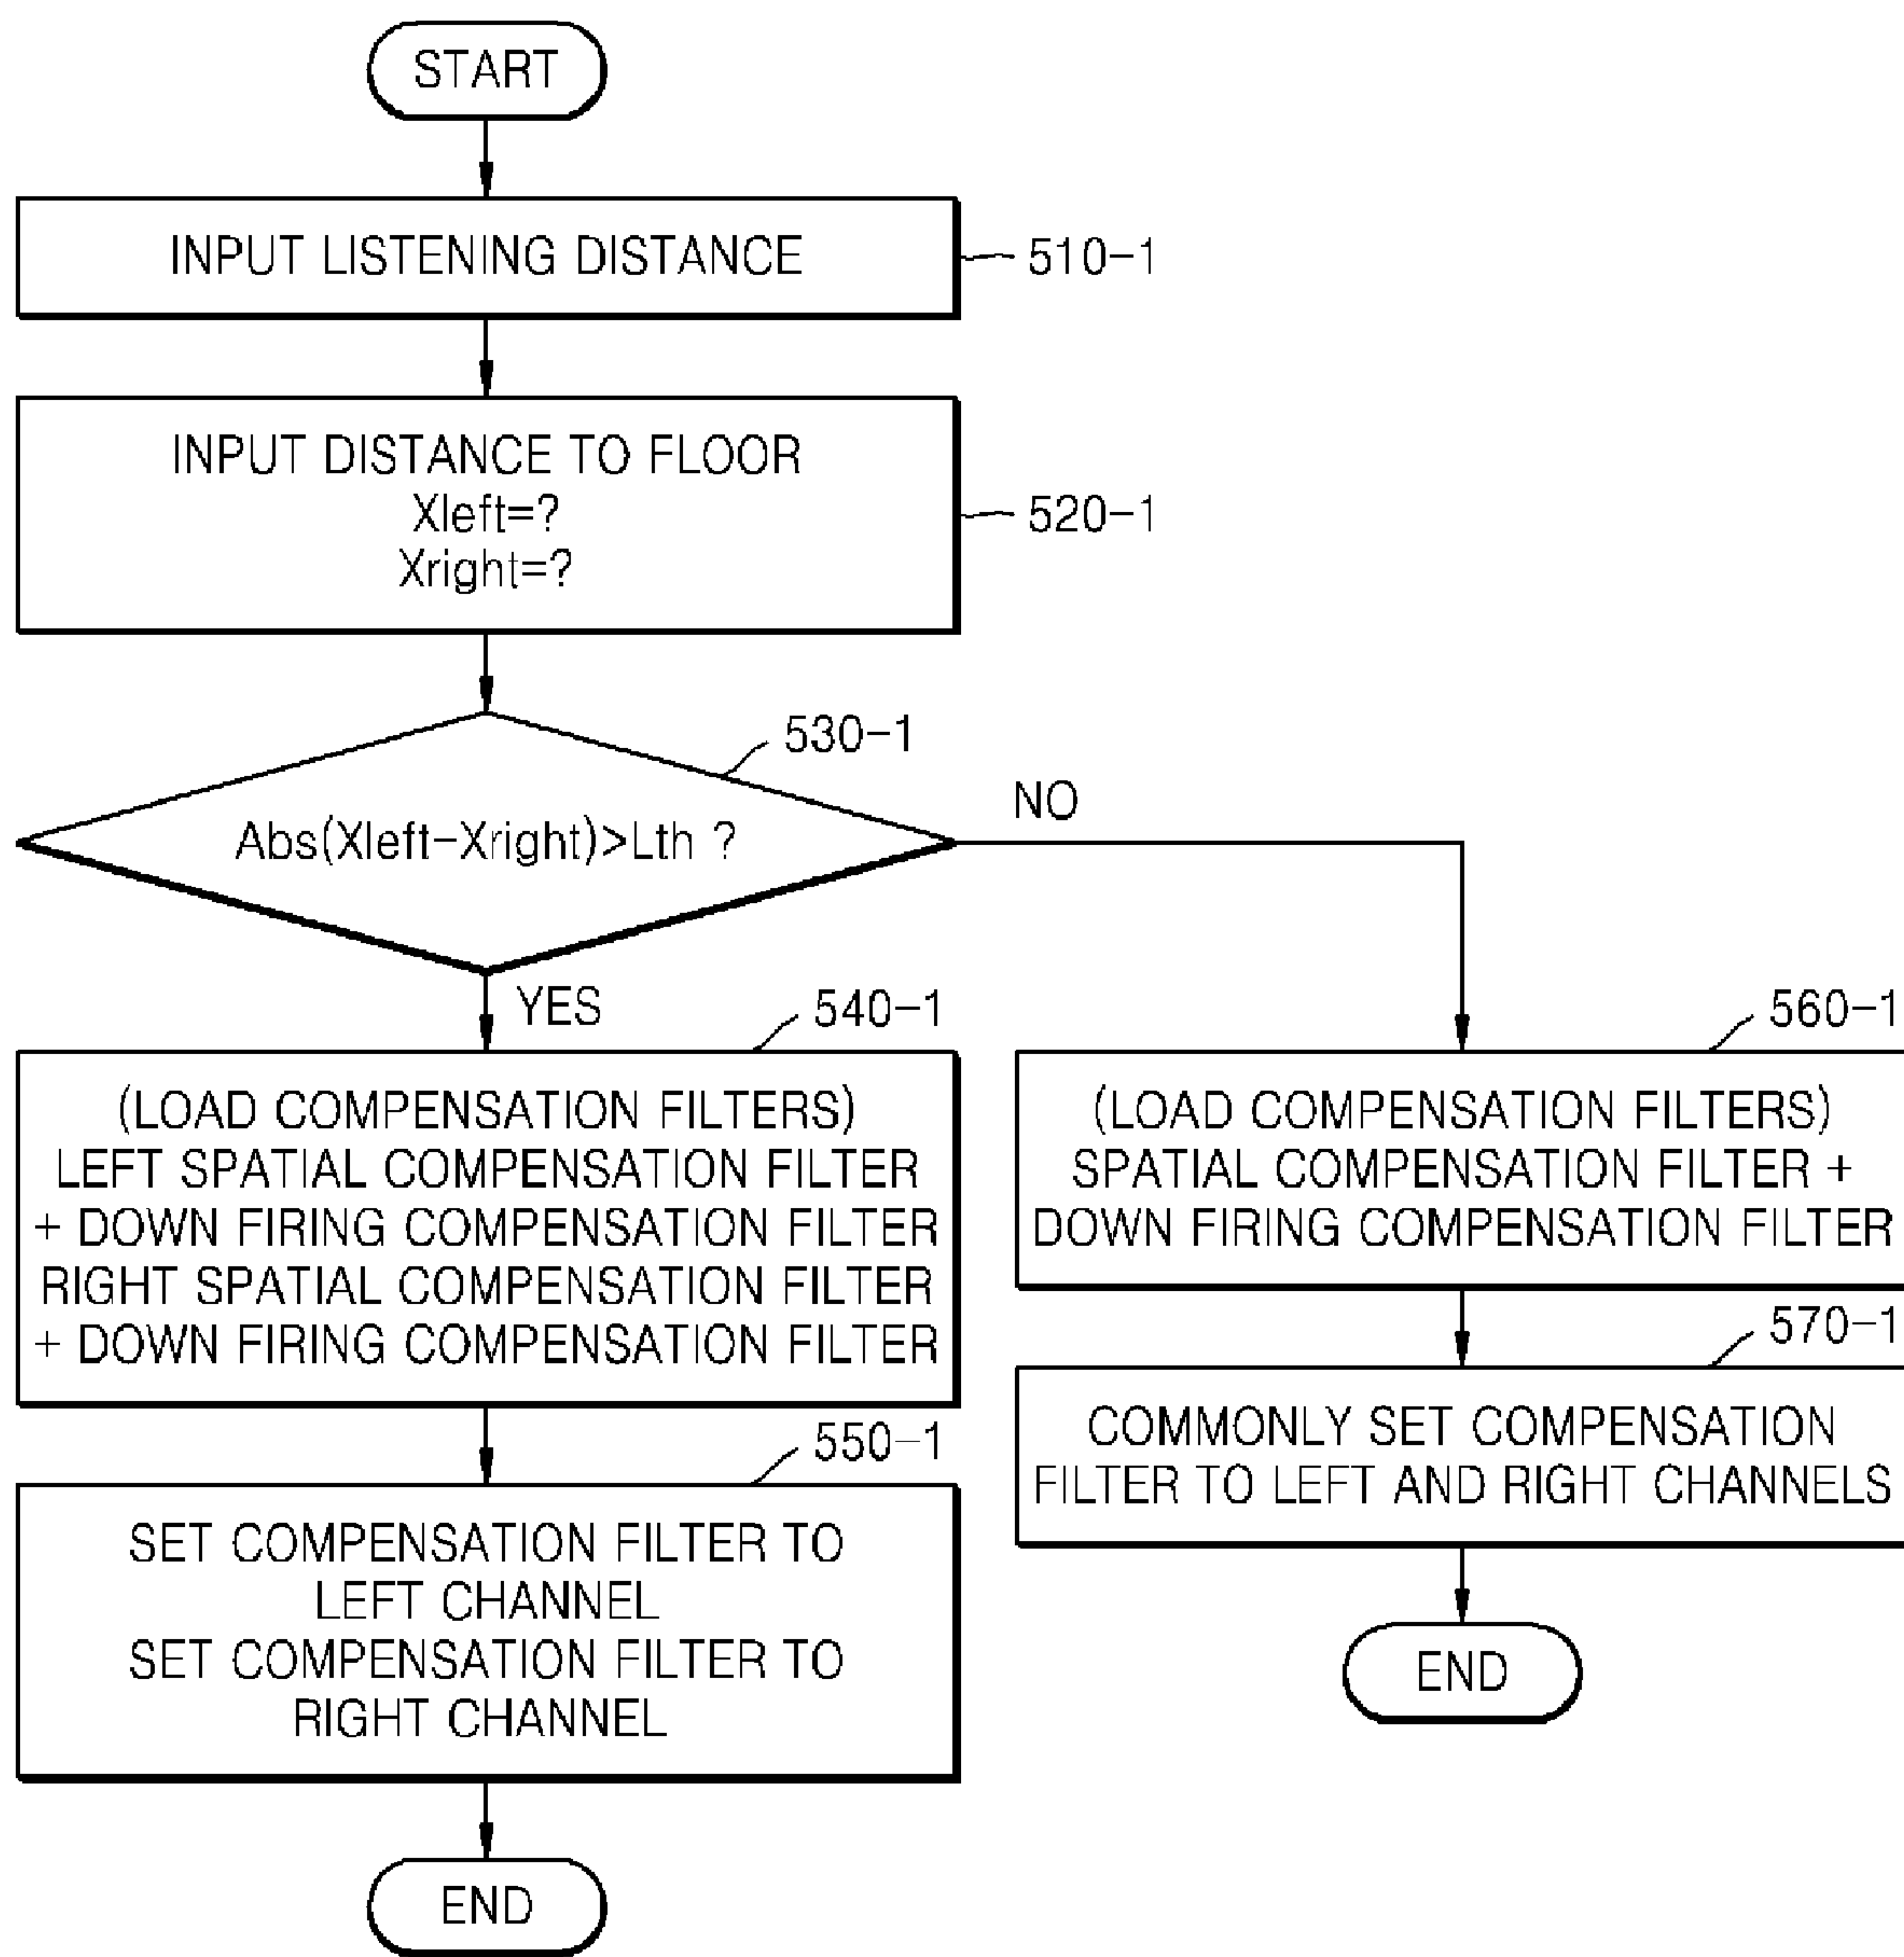 START
INPUT LISTENING DISTANCE
510-1
INPUT DISTANCE TO FLOOR
Xleft=?
Xright=?
520-1
530-1
Abs(Xleft-Xright)>Lth ?
NO
YES
540-1
(LOAD COMPENSATION FILTERS)
LEFT SPATIAL COMPENSATION FILTER
+ DOWN FIRING COMPENSATION FILTER
RIGHT SPATIAL COMPENSATION FILTER
+ DOWN FIRING COMPENSATION FILTER
550-1
SET COMPENSATION FILTER TO
LEFT CHANNEL
SET COMPENSATION FILTER TO
RIGHT CHANNEL
END
560-1
(LOAD COMPENSATION FILTERS)
SPATIAL COMPENSATION FILTER +
DOWN FIRING COMPENSATION FILTER
570-1
COMMONLY SET COMPENSATION
FILTER TO LEFT AND RIGHT CHANNELS
END